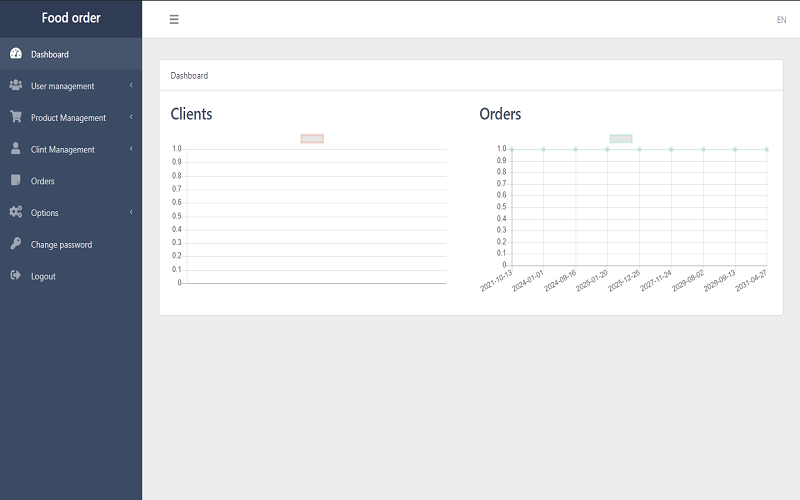 Food order
EN
Dashboard
User management
Product Management
Clint Management
Orders
Options
Change password
Logout
Dashboard
Clients
1.0
0.9
0.8
0.7
0.6
0.5
0.4
0.3
0.2
0.1
0
Orders
1.0
0.9
0.8
0.7
0.6
0.5
0.4
0.3
0.2
0.1
0
2021-10-13
2024-01-01
2024-09-16
2025-01-20
2025-12-25
2027-11-24
2029-08-02
2029-09-13
2031-04-27